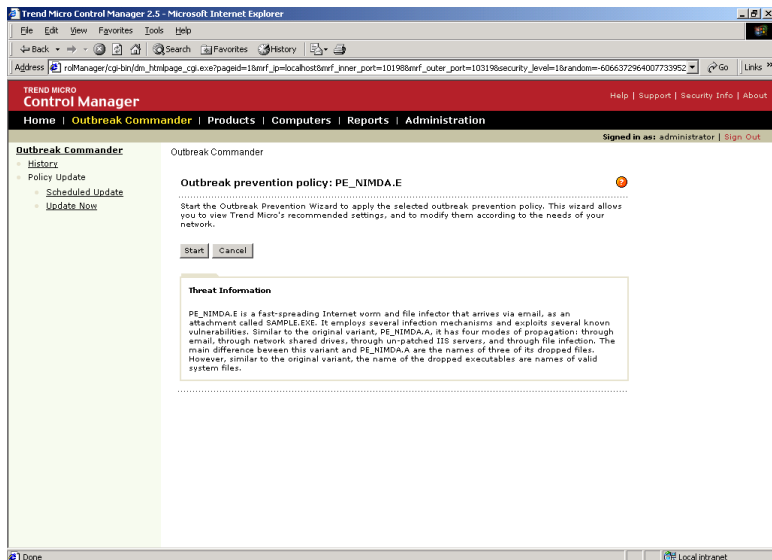 Trend Micro Control Manager 2.5 - Microsoft Internet Explorer
File Edit View Favorites Tools Help
Back Search Favorites History
Address rolManager/cgi-bin/dm_htmlpage_cgi.exe?pageid=1&mrf_ip=localhost&mrf_inner_port=10198&mrf_outer_port=10319&security_level=1&random=-6066372964007733952 Go Links »
TREND MICRO
Control Manager
Help | Support | Security Info | About
Home | Outbreak Commander | Products | Computers | Reports | Administration
Signed in as: administrator | Sign Out
Outbreak Commander
History
Policy Update
Scheduled Update
Update Now
Outbreak Commander
Outbreak prevention policy: PE_NIMDA.E
Start the Outbreak Prevention Wizard to apply the selected outbreak prevention policy. This wizard allows
you to view Trend Micro's recommended settings, and to modify them according to the needs of your
network.
Start Cancel
Threat Information
PE_NIMDA.E is a fast-spreading Internet worm and file infector that arrives via email, as an
attachment called SAMPLE.EXE. It employs several infection mechanisms and exploits several known
vulnerabilities. Similar to the original variant, PE_NIMDA.A, it has four modes of propagation: through
email, through network shared drives, through un-patched IIS servers, and through file infection. The
main difference beween this variant and PE_NIMDA.A are the names of three of its dropped files.
However, similar to the original variant, the name of the dropped executables are names of valid
system files.
Done
Local intranet